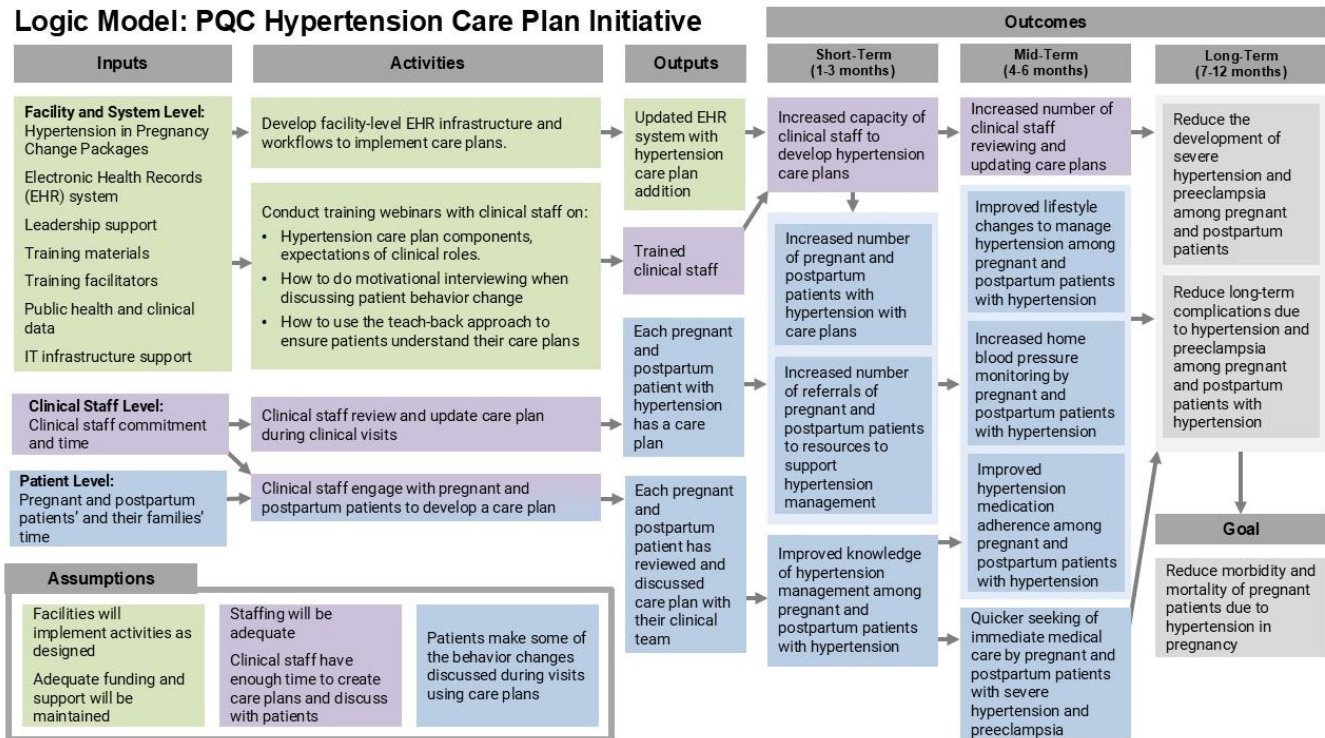 Logic Model: PQC Hypertension Care Plan Initiative
Outcomes
Inputs
Activities
Outputs
Short-Term
(1-3 months)
Mid-Term
(4-6 months)
Long-Term
(7-12 months)
Facility and System Level:
Hypertension in Pregnancy
Change Packages
Electronic Health Records
(EHR) system
Leadership support
Training materials
Training facilitators
Public health and clinical
data
IT infrastructure support
Clinical Staff Level:
Clinical staff commitment
and time
Patient Level:
Pregnant and postpartum
patients' and their families'
time
Develop facility-level EHR infrastructure and
workflows to implement care plans.
Conduct training webinars with clinical staff on:
• Hypertension care plan components,
expectations of clinical roles.
• How to do motivational interviewing when
discussing patient behavior change
• How to use the teach-back approach to
ensure patients understand their care plans
Clinical staff review and update care plan
during clinical visits
Clinical staff engage with pregnant and
postpartum patients to develop a care plan
Updated EHR
system with
hypertension
care plan
addition
Trained
clinical staff
Each pregnant
and
postpartum
patient with
hypertension
has a care
plan
Each pregnant
and
postpartum
patient has
reviewed and
discussed
care plan with
their clinical
team
Increased capacity of
clinical staff to
develop hypertension
care plans
Increased number
of pregnant and
postpartum
patients with
hypertension with
care plans
Increased number
of referrals of
pregnant and
postpartum patients
to resources to
support
hypertension
management
Improved knowledge
of hypertension
management among
pregnant and
postpartum patients
with hypertension
Increased number of
clinical staff
reviewing and
updating care plans
Improved lifestyle
changes to manage
hypertension among
pregnant and
postpartum patients
with hypertension
Increased home
blood pressure
monitoring by
pregnant and
postpartum patients
with hypertension
Improved
hypertension
medication
adherence among
pregnant and
postpartum patients
with hypertension
Quicker seeking of
immediate medical
care by pregnant and
postpartum patients
with severe
hypertension and
preeclampsia
Reduce the
development of
severe
hypertension and
preeclampsia
among pregnant
and postpartum
patients
Reduce long-term
complications due
to hypertension and
preeclampsia
among pregnant
and postpartum
patients with
hypertension
Goal
Reduce morbidity and
mortality of pregnant
patients due to
hypertension in
pregnancy
Assumptions
Facilities will
implement activities as
designed
Adequate funding and
support will be
maintained
Staffing will be
adequate
Clinical staff have
enough time to create
care plans and discuss
with patients
Patients make some
of the behavior changes
discussed during visits
using care plans